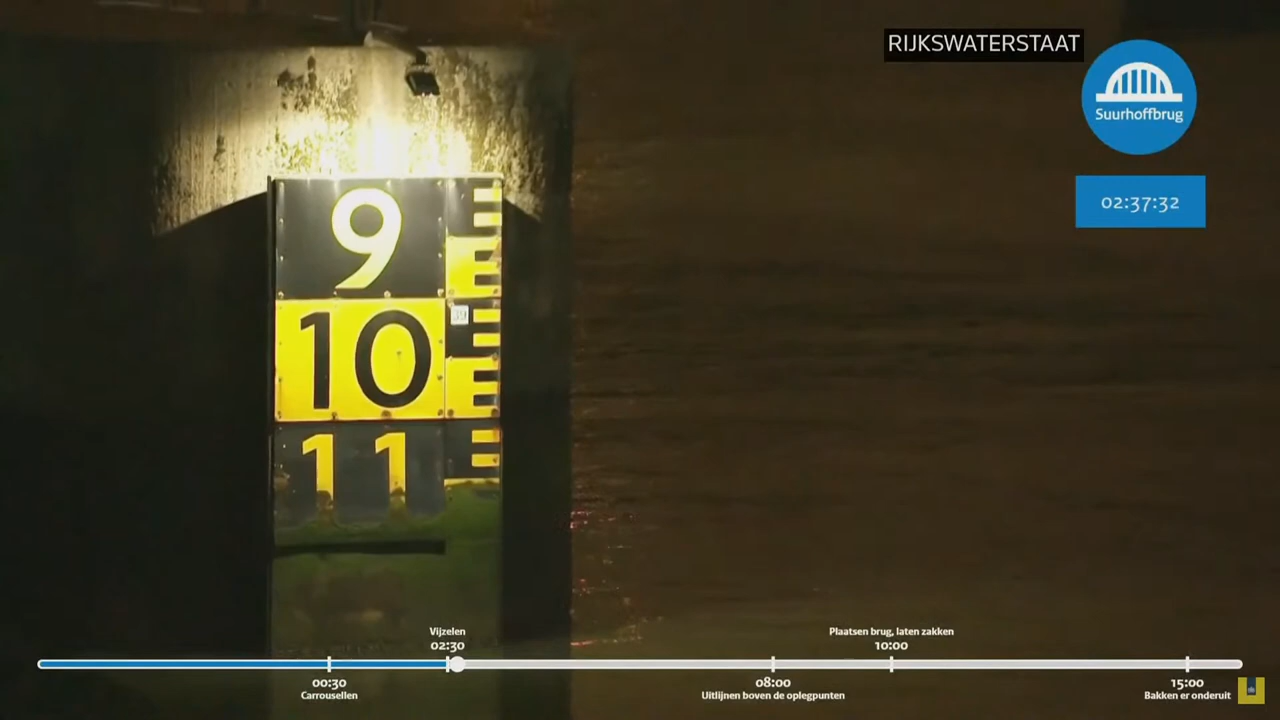 RIJKSWATERSTAAT
Suurhoffbrug
02:37:32
9
10
39
11
Vijzelen
02:30
Plaatsen brug, laten zakken
10:00
00:30
Carrousellen
08:00
Uitlijnen boven de oplegpunten
15:00
Bakken er onderuit